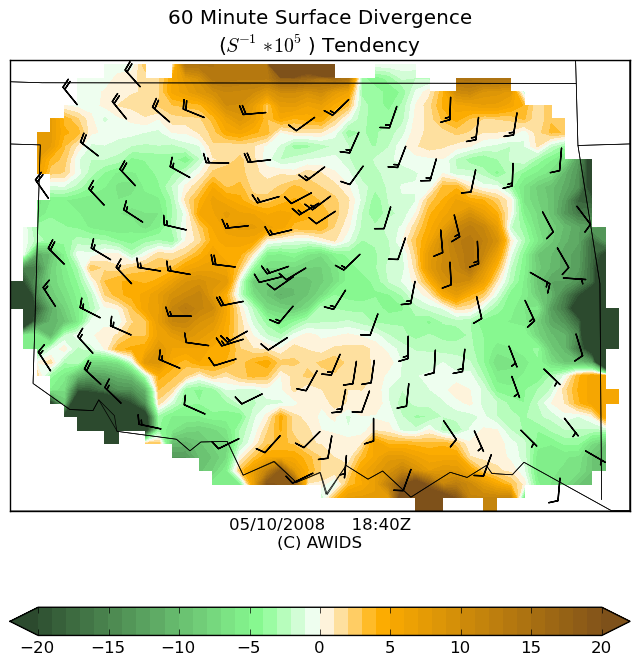 60 Minute Surface Divergence
(S⁻¹ *10⁵ ) Tendency
05/10/2008 18:40Z
(C) AWIDS
−20 −15 −10 −5 0 5 10 15 20